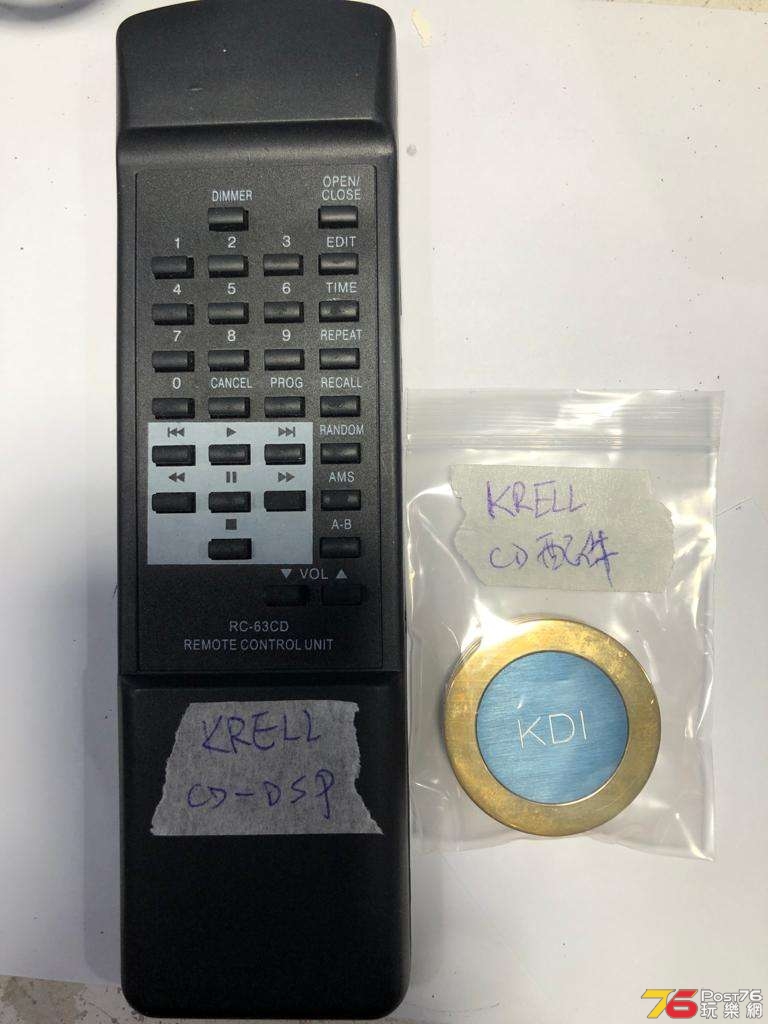 DIMMER
OPEN/
CLOSE
1 2 3 EDIT
4 5 6 TIME
7 8 9 REPEAT
0 CANCEL PROG RECALL
RANDOM
AMS
A-B
▼ VOL ▲
RC-63CD
REMOTE CONTROL UNIT
KRELL
CD-DSP
KRELL
CD配件
KDI
76 Post76
玩樂網